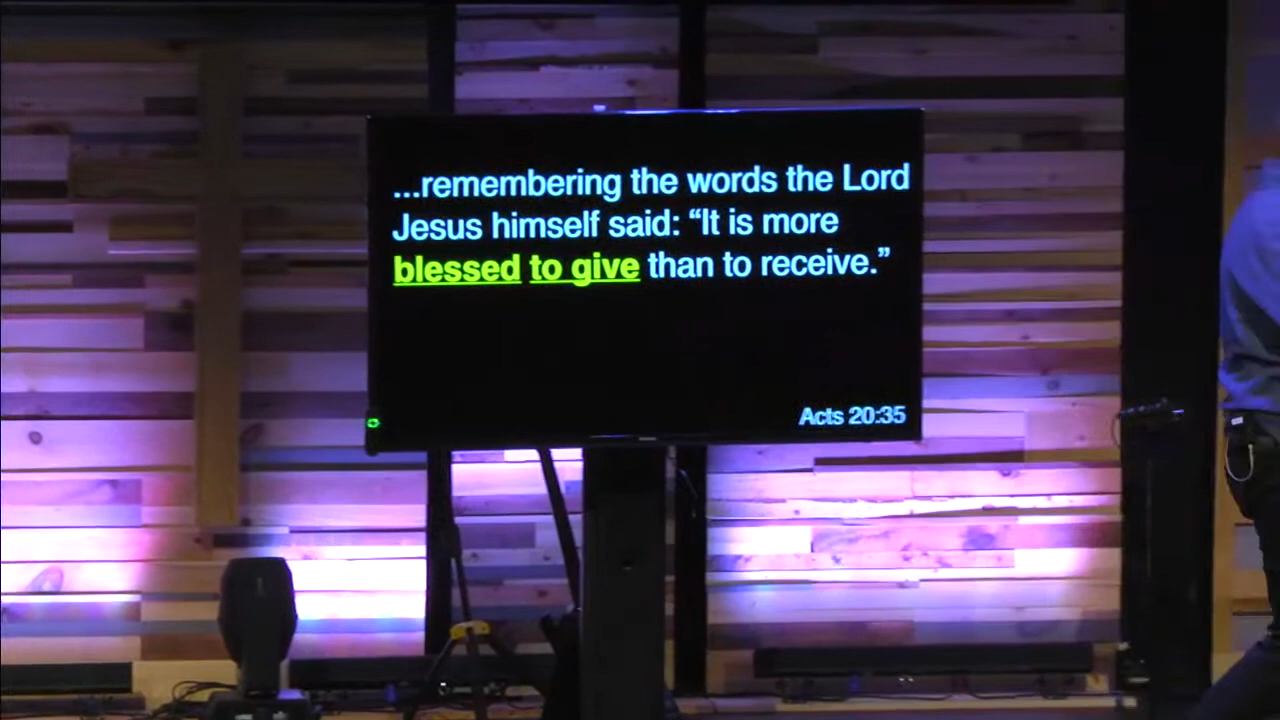 ...remembering the words the Lord
Jesus himself said: “It is more
blessed to give than to receive.”
Acts 20:35